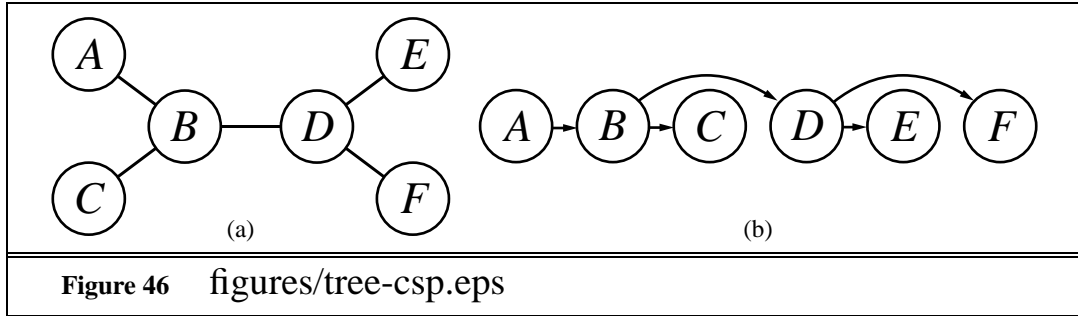 A E
B D A B C D E F
C F
(a) (b)
Figure 46 figures/tree-csp.eps